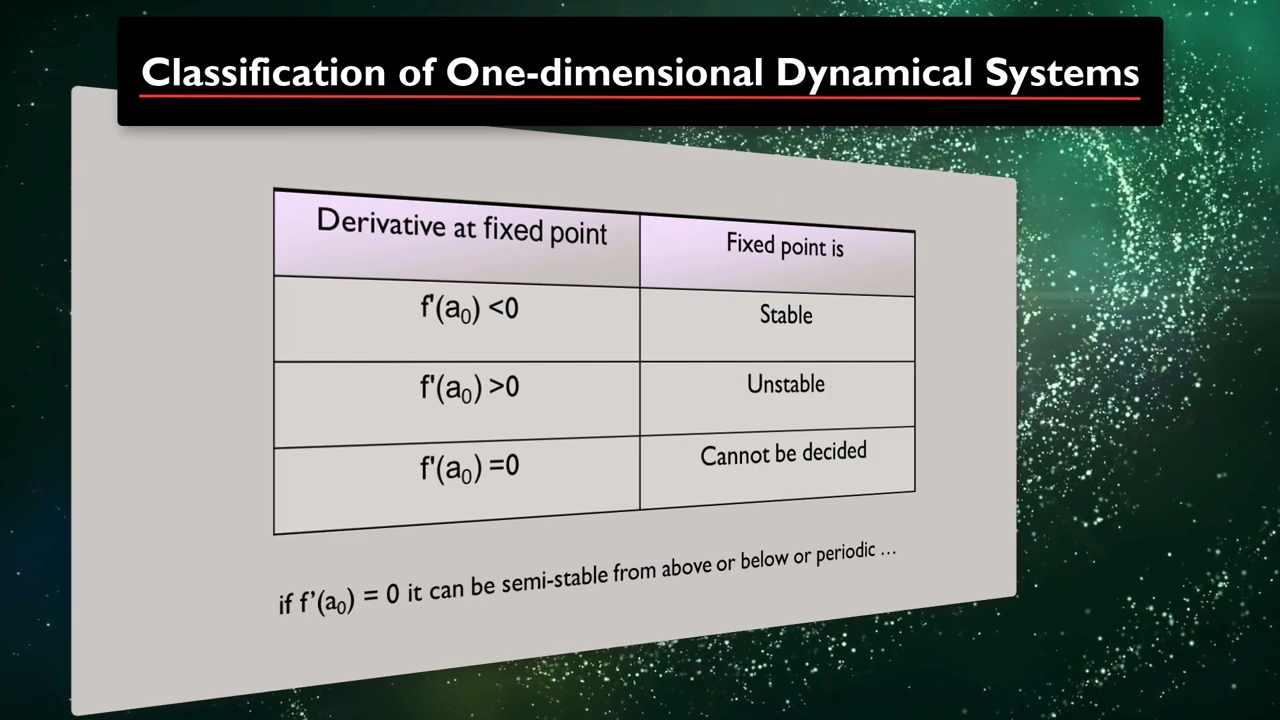 Classification of One-dimensional Dynamical Systems
Derivative at fixed point
Fixed point is
f'(a₀) <0
Stable
f'(a₀) >0
Unstable
f'(a₀) =0
Cannot be decided
if f’(a₀) = 0 it can be semi-stable from above or below or periodic ...